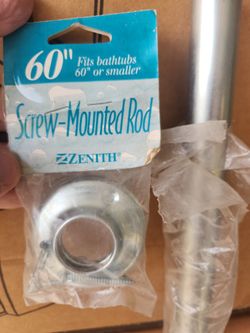 60"
Fits bathtubs
60" or smaller
Screw-Mounted Rod
ZENITH